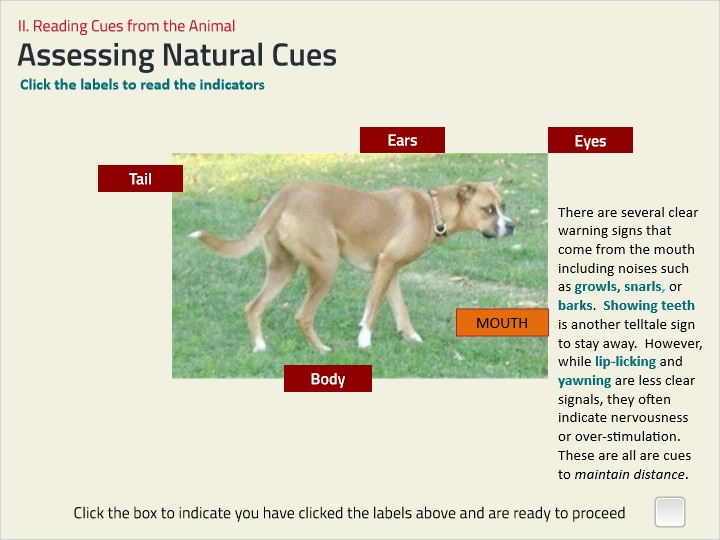 II. Reading Cues from the Animal
Assessing Natural Cues
Click the labels to read the indicators
Ears
Eyes
Tail
There are several clear
warning signs that
come from the mouth
including noises such
as growls, snarls, or
barks.  Showing teeth
is another telltale sign
to stay away.  However,
while lip-licking and
yawning are less clear
signals, they often
indicate nervousness
or over-stimulation.
These are all are cues
to maintain distance.
MOUTH
Body
Click the box to indicate you have clicked the labels above and are ready to proceed